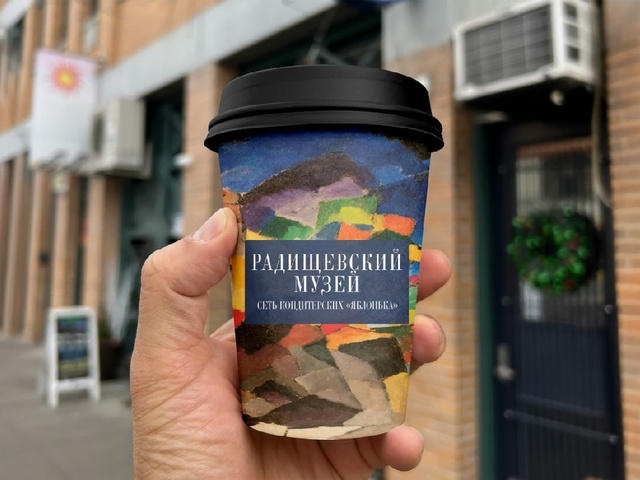 РАДИЩЕВСКИЙ
МУЗЕЙ
СЕТЬ КОНДИТЕРСКИХ «ЯБЛОНЬКА»